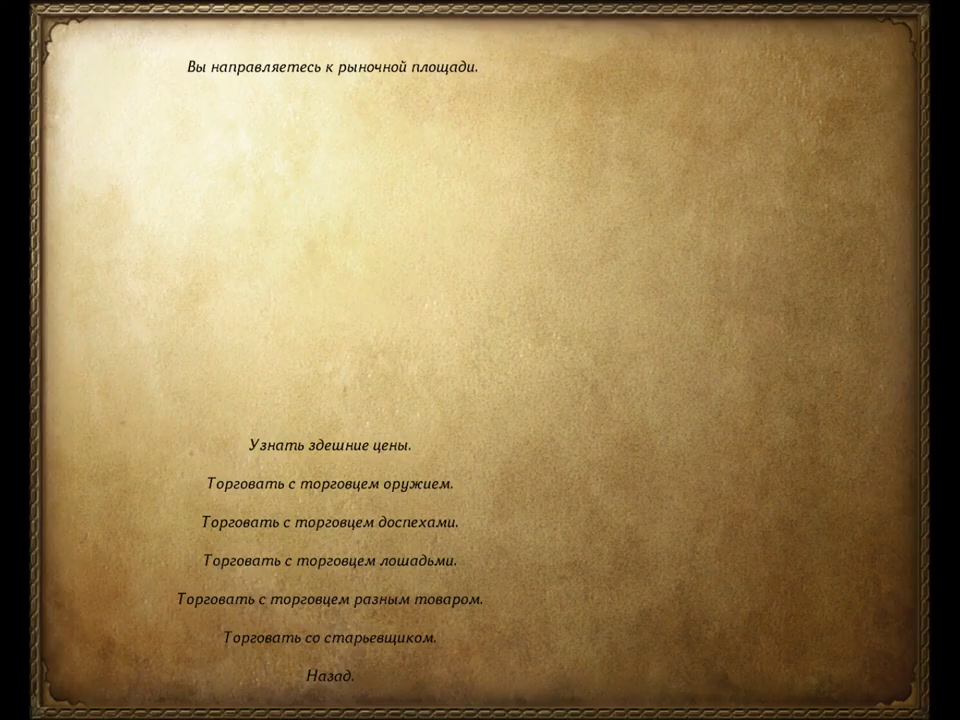 Вы направляетесь к рыночной площади.
Узнать здешние цены.
Торговать с торговцем оружием.
Торговать с торговцем доспехами.
Торговать с торговцем лошадьми.
Торговать с торговцем разным товаром.
Торговать со старьевщиком.
Назад.